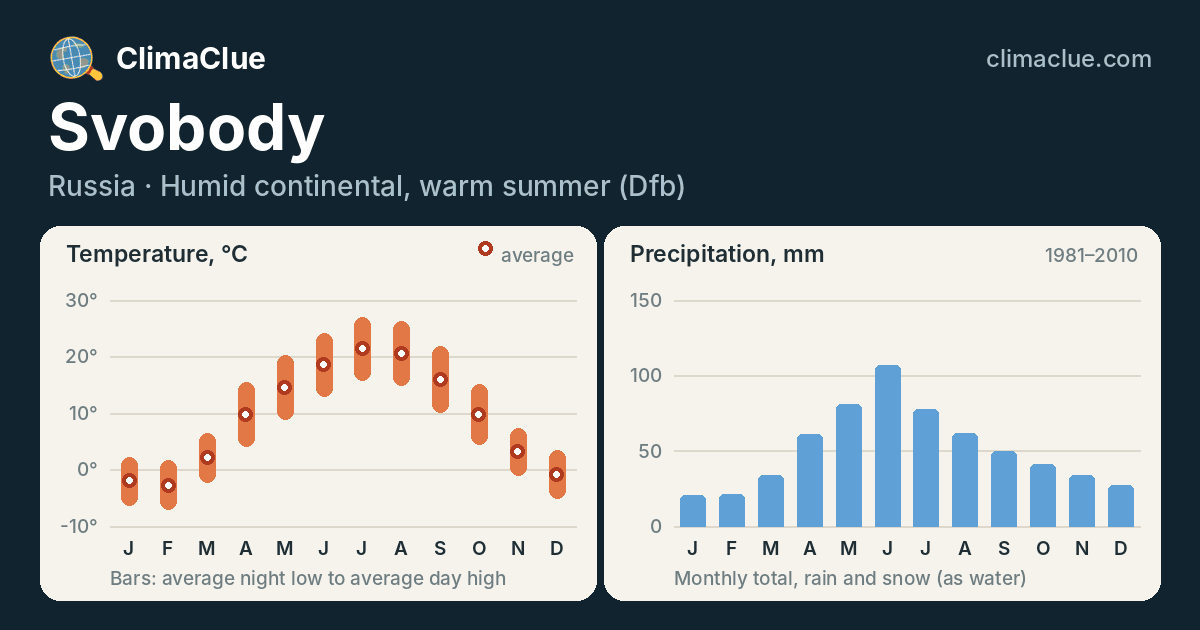 ClimaClue
climaclue.com
Svobody
Russia · Humid continental, warm summer (Dfb)
Temperature, °C
average
30°
20°
10°
0°
-10°
J F M A M J J A S O N D
Bars: average night low to average day high
Precipitation, mm
1981–2010
150
100
50
0
J F M A M J J A S O N D
Monthly total, rain and snow (as water)